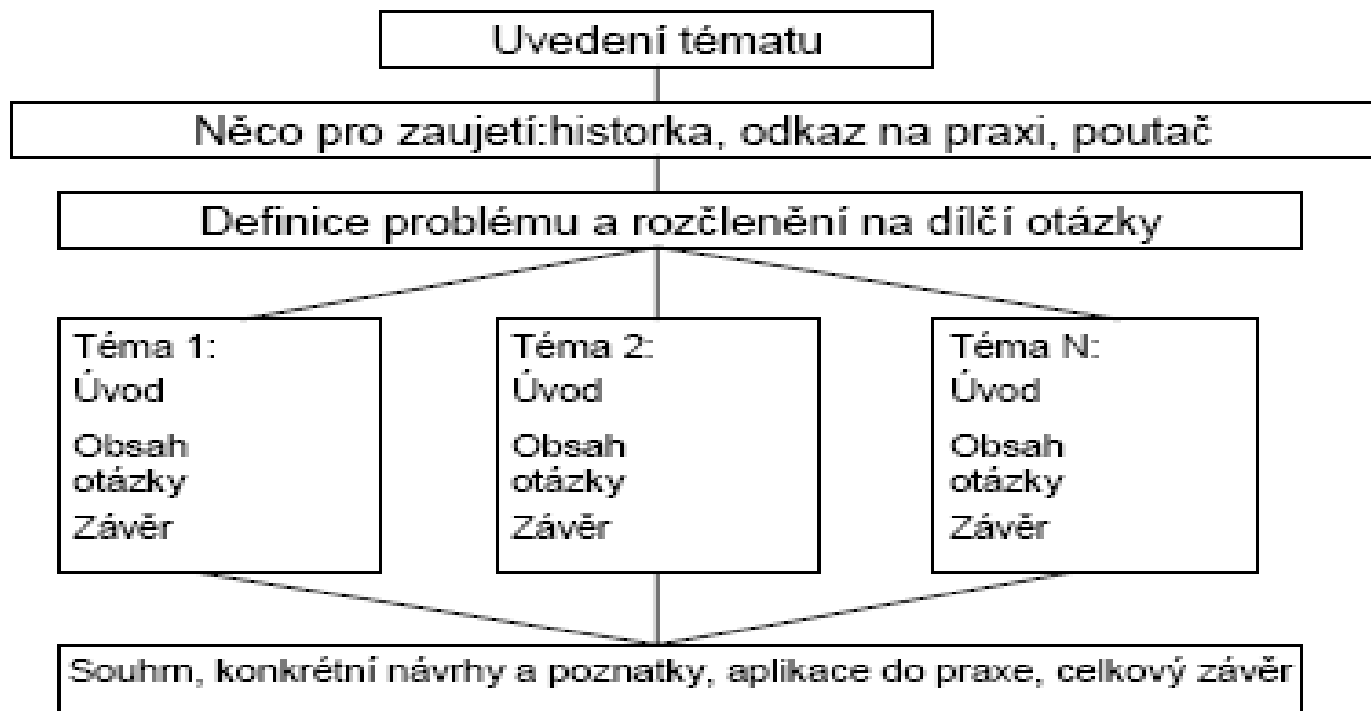 Uvedení tématu
Něco pro zaujetí:historka, odkaz na praxi, poutač
Definice problému a rozčlenění na dílčí otázky
Téma 1:
Úvod
Obsah
otázky
Závěr
Téma 2:
Úvod
Obsah
otázky
Závěr
Téma N:
Úvod
Obsah
otázky
Závěr
Souhrn, konkrétní návrhy a poznatky, aplikace do praxe, celkový závěr